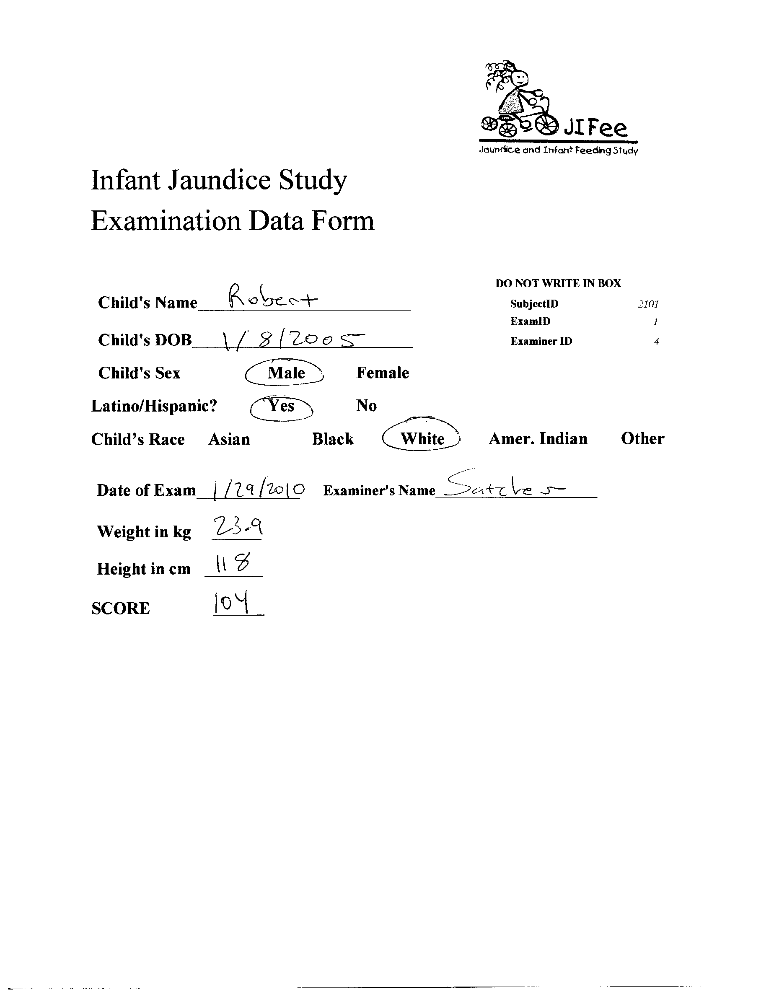 JIFee
Jaundice and Infant Feeding Study
Infant Jaundice Study
Examination Data Form
DO NOT WRITE IN BOX
Child's Name Robert
SubjectID 2101
ExamID 1
Child's DOB 1/8/2005
Examiner ID 4
Child's Sex Male Female
Latino/Hispanic? Yes No
Child's Race Asian Black White Amer. Indian Other
Date of Exam 1/29/2010 Examiner's Name Satcher
Weight in kg 23.9
Height in cm 118
SCORE 104